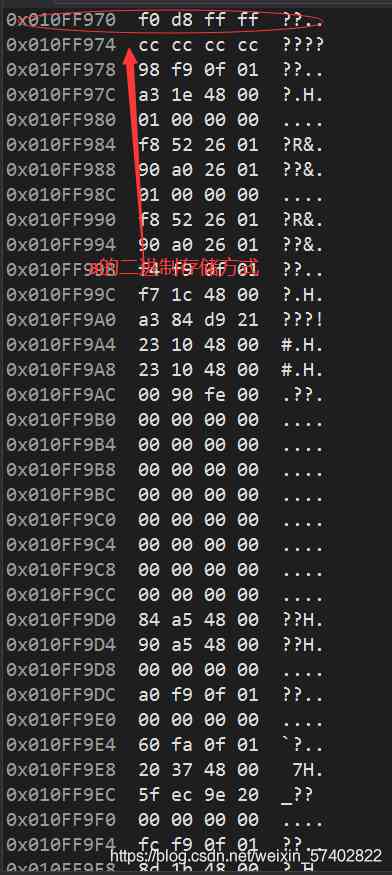 0x010FF970 f0 d8 ff ff ??..
0x010FF974 cc cc cc cc ????
0x010FF978 98 f9 0f 01 ??..
0x010FF97C a3 1e 48 00 ?.H.
0x010FF980 01 00 00 00 ....
0x010FF984 f8 52 26 01 ?R&.
0x010FF988 90 a0 26 01 ??&.
0x010FF98C 01 00 00 00 ....
0x010FF990 f8 52 26 01 ?R&.
0x010FF994 90 a0 26 01 ??&.
f9 0f 01 ??..
a的二进制存储方式
0x010FF99C f7 1c 48 00 ?.H.
0x010FF9A0 a3 84 d9 21 ???!
0x010FF9A4 23 10 48 00 #.H.
0x010FF9A8 23 10 48 00 #.H.
0x010FF9AC 00 90 fe 00 .??.
0x010FF9B0 00 00 00 00 ....
0x010FF9B4 00 00 00 00 ....
0x010FF9B8 00 00 00 00 ....
0x010FF9BC 00 00 00 00 ....
0x010FF9C0 00 00 00 00 ....
0x010FF9C4 00 00 00 00 ....
0x010FF9C8 00 00 00 00 ....
0x010FF9CC 00 00 00 00 ....
0x010FF9D0 84 a5 48 00 ??H.
0x010FF9D4 90 a5 48 00 ??H.
0x010FF9D8 00 00 00 00 ....
0x010FF9DC a0 f9 0f 01 ??..
0x010FF9E0 00 00 00 00 ....
0x010FF9E4 60 fa 0f 01 `?..
0x010FF9E8 20 37 48 00  7H.
0x010FF9EC 5f ec 9e 20 _??
0x010FF9F0 00 00 00 00 ....
0x010FF9F4 fc f9 0f 01 ??..
https://blog.csdn.net/weixin_57402822
0x010FF9F8 8d 1b 48 00 ?.H.